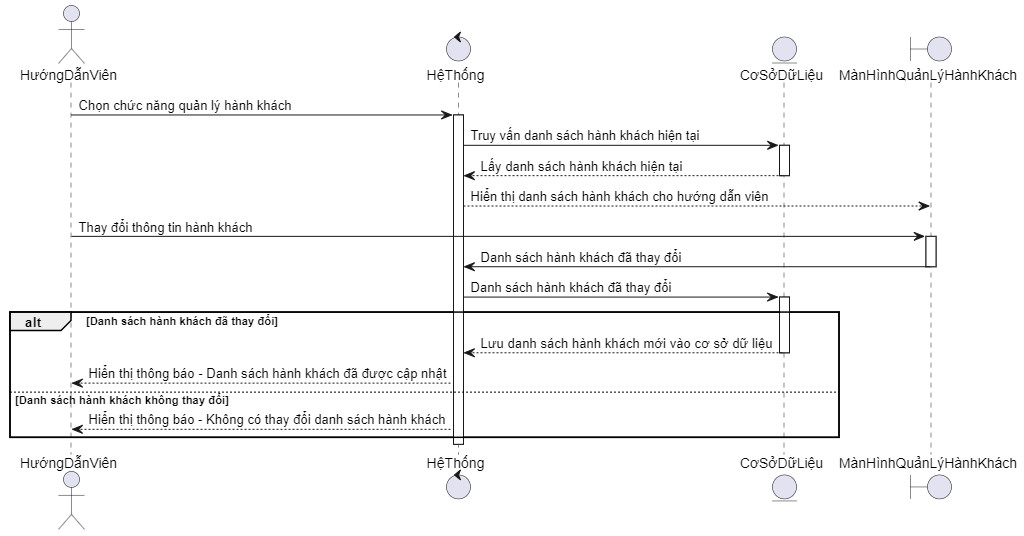 HướngDẫnViên
HệThống
CơSởDữLiệu
MànHìnhQuảnLýHànhKhách
Chọn chức năng quản lý hành khách
Truy vấn danh sách hành khách hiện tại
Lấy danh sách hành khách hiện tại
Hiển thị danh sách hành khách cho hướng dẫn viên
Thay đổi thông tin hành khách
Danh sách hành khách đã thay đổi
Danh sách hành khách đã thay đổi
alt
[Danh sách hành khách đã thay đổi]
Lưu danh sách hành khách mới vào cơ sở dữ liệu
Hiển thị thông báo - Danh sách hành khách đã được cập nhật
[Danh sách hành khách không thay đổi]
Hiển thị thông báo - Không có thay đổi danh sách hành khách
HướngDẫnViên
HệThống
CơSởDữLiệu
MànHìnhQuảnLýHànhKhách